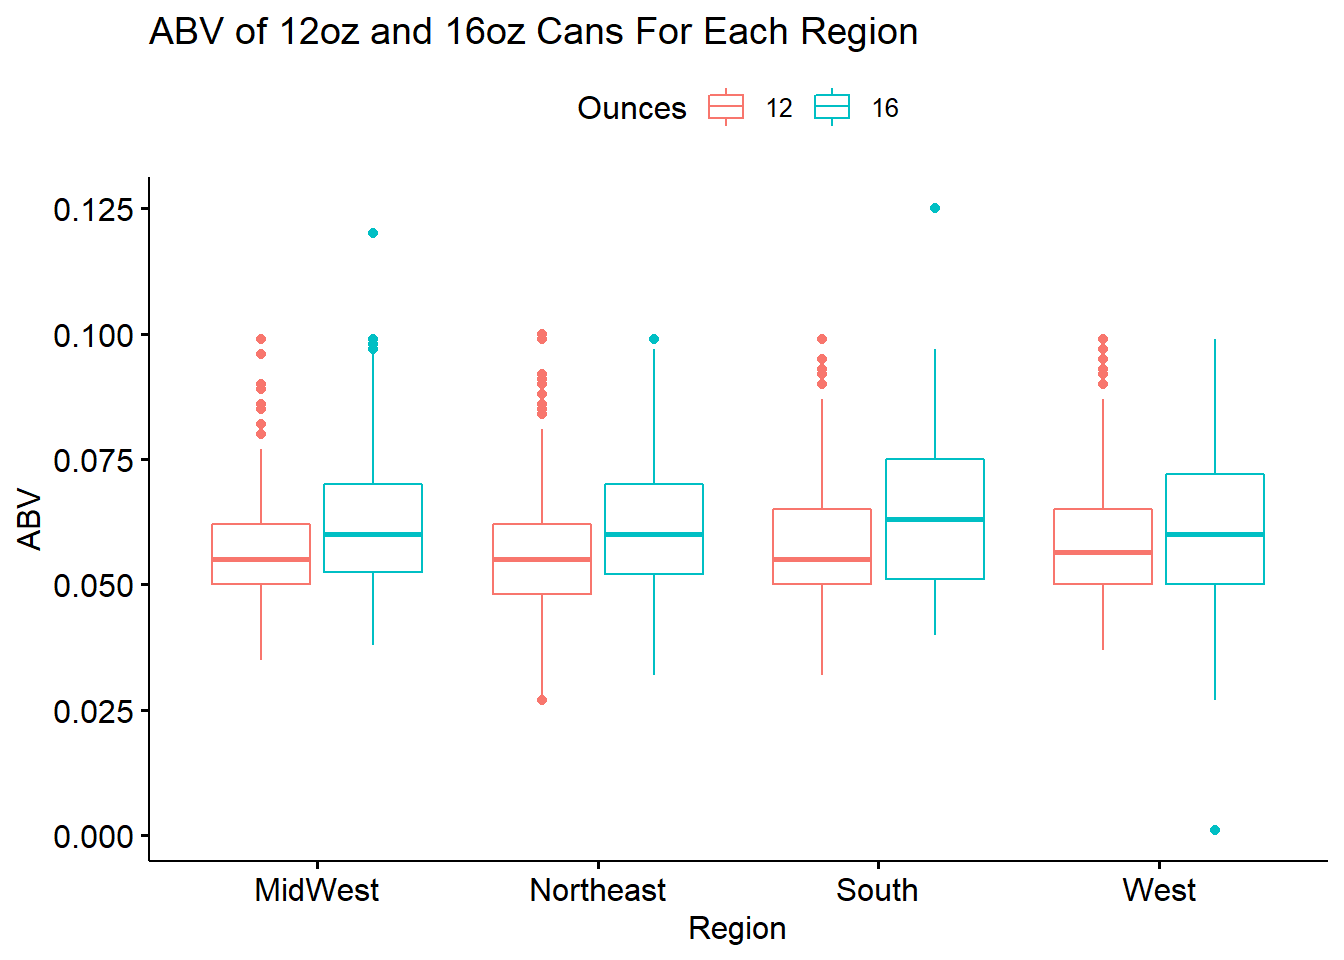 ABV of 12oz and 16oz Cans For Each Region
Ounces 12 16
0.125
0.100
0.075
0.050
0.025
0.000
ABV
MidWest Northeast South West
Region